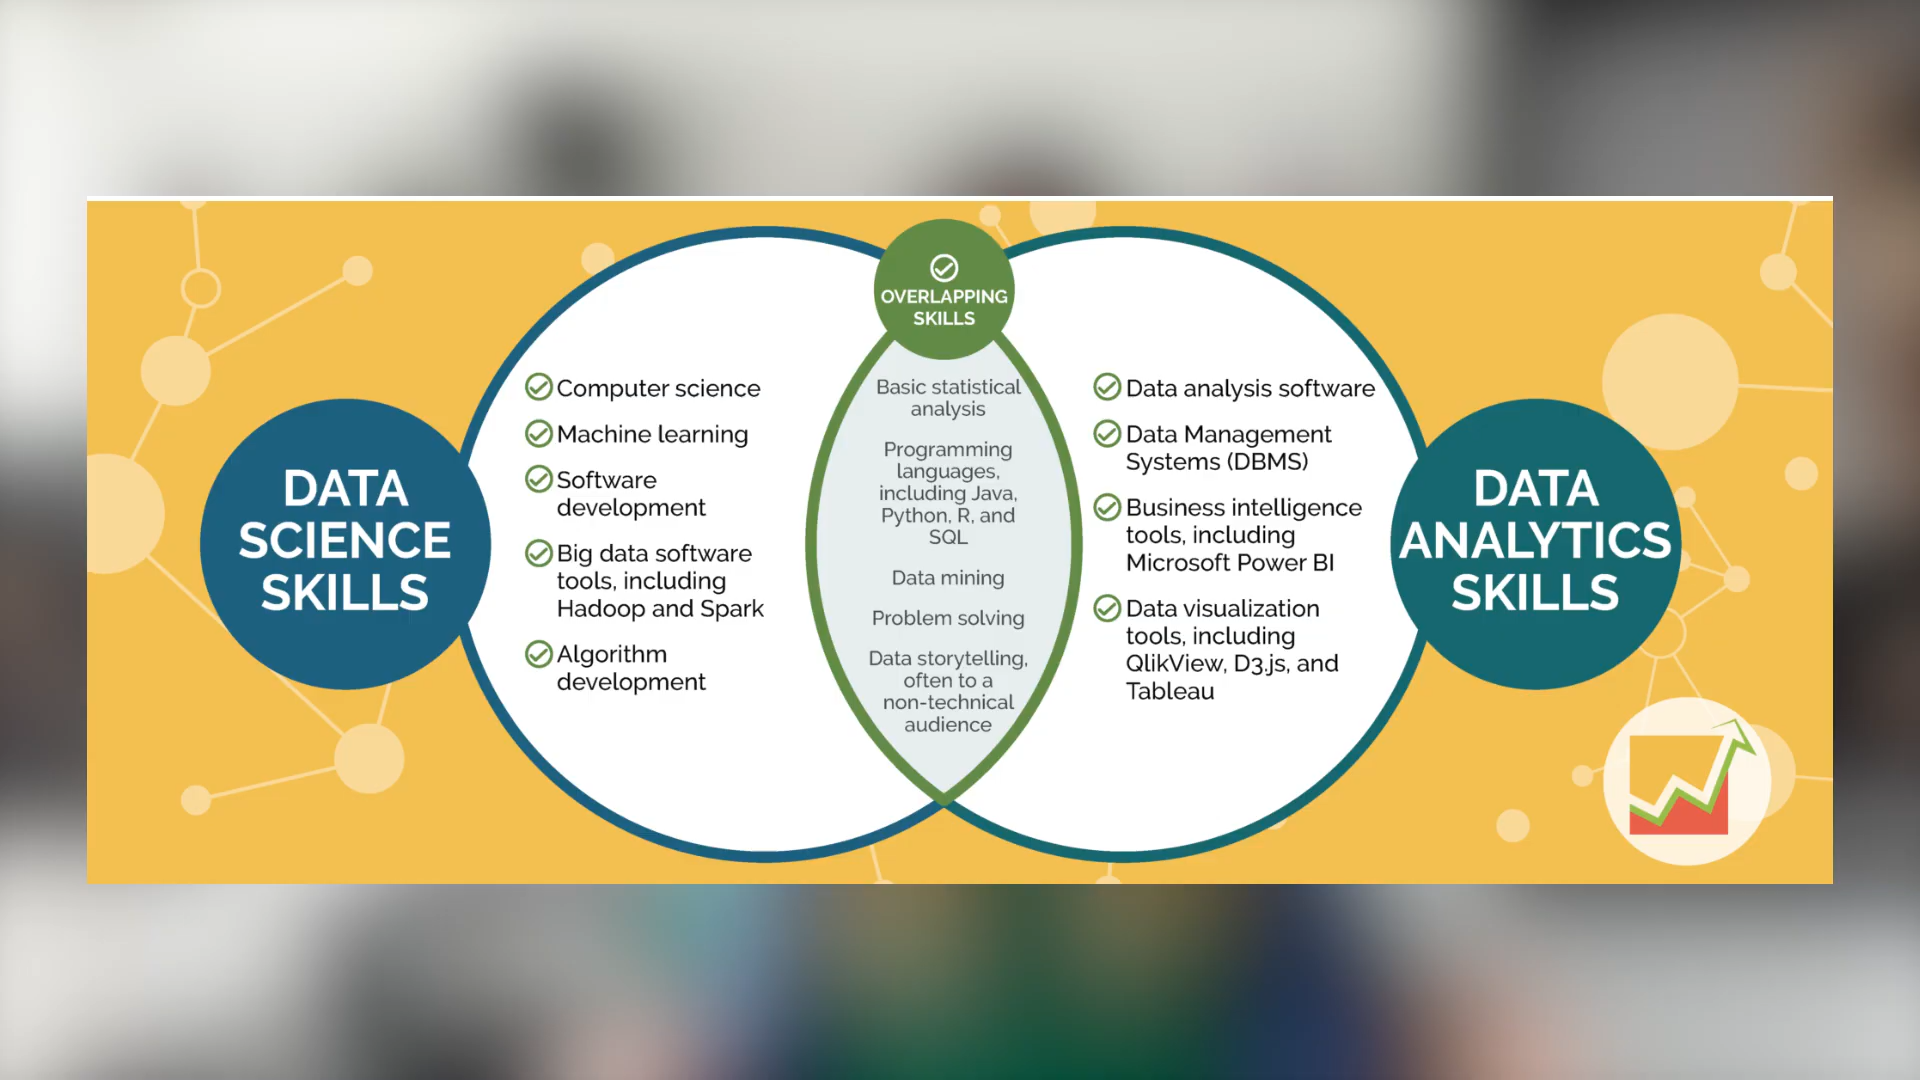 DATA
SCIENCE
SKILLS
Computer science
Machine learning
Software
development
Big data software
tools, including
Hadoop and Spark
Algorithm
development
OVERLAPPING
SKILLS
Basic statistical
analysis
Programming
languages,
including Java,
Python, R, and
SQL
Data mining
Problem solving
Data storytelling,
often to a
non-technical
audience
Data analysis software
Data Management
Systems (DBMS)
Business intelligence
tools, including
Microsoft Power BI
Data visualization
tools, including
QlikView, D3.js, and
Tableau
DATA
ANALYTICS
SKILLS